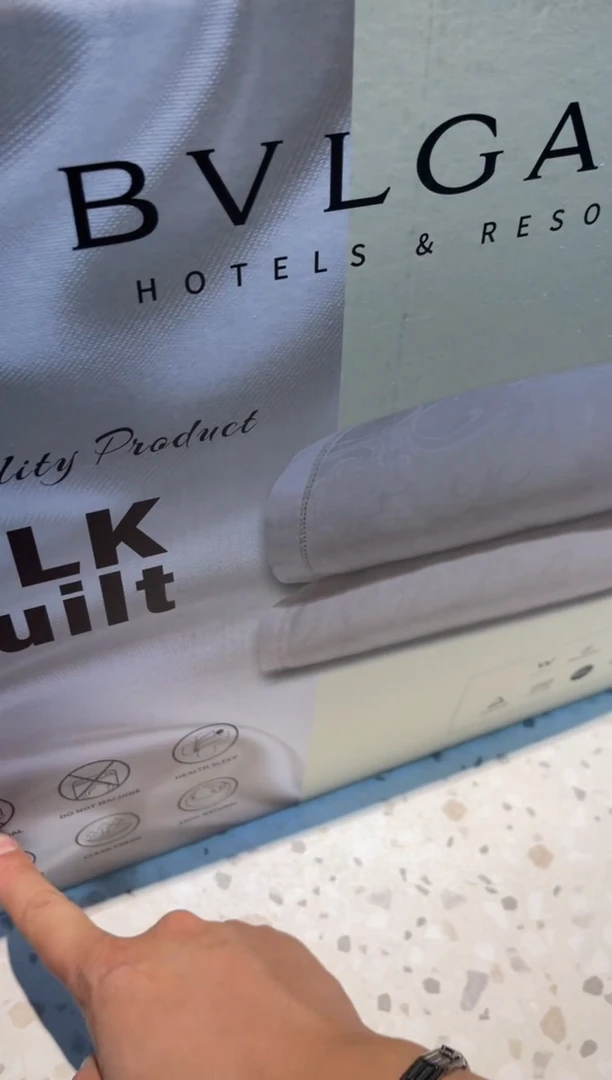 BVLGA
HOTELS & RESO
lity Product
LK
uilt
HEALTH SLEEP
DO NOT MACHINE